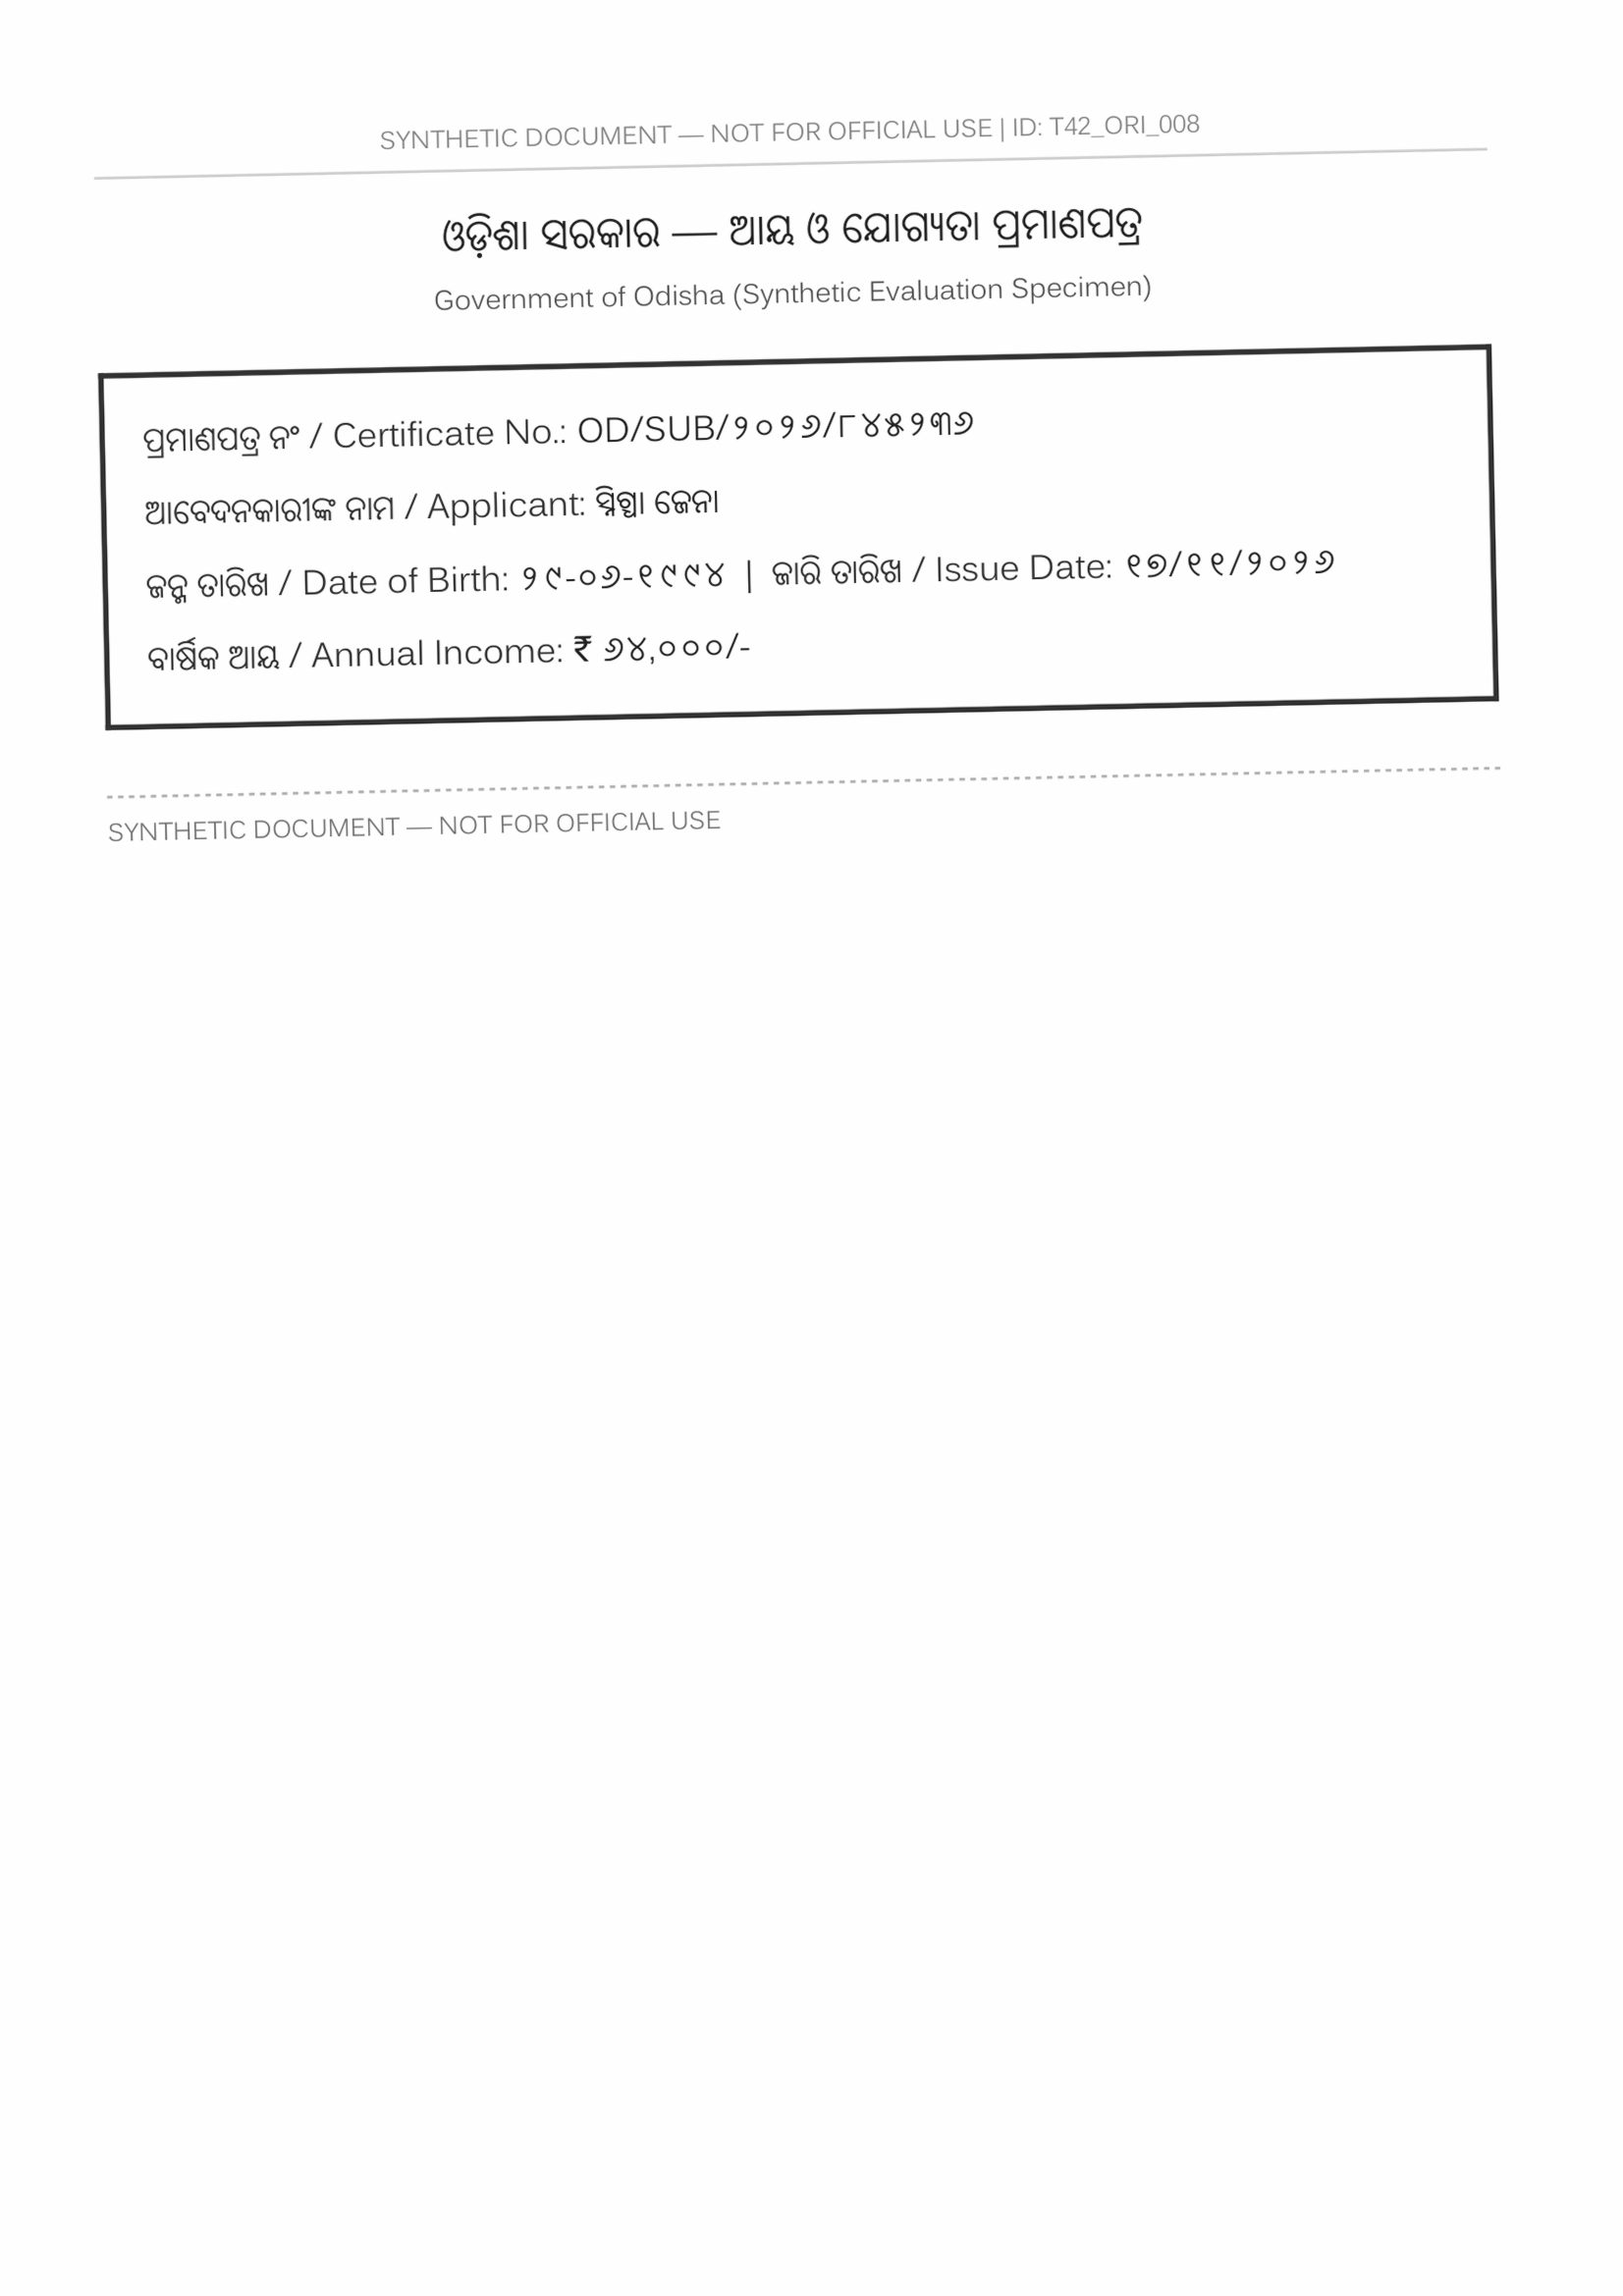 SYNTHETIC DOCUMENT — NOT FOR OFFICIAL USE | ID: T42_ORI_008
ଓଡ଼ିଶା ସରକାର — ଆୟ ଓ ଯୋଗ୍ୟତା ପ୍ରମାଣପତ୍ର
Government of Odisha (Synthetic Evaluation Specimen)
ପ୍ରମାଣପତ୍ର ନଂ / Certificate No.: OD/SUB/୨୦୨୬/୮୪୫୨୩୬
ଆବେଦନକାରୀଙ୍କ ନାମ / Applicant: ସ୍ନିଗ୍ଧା ଜେନା
ଜନ୍ମ ତାରିଖ / Date of Birth: ୨୯-୦୬-୧୯୯୪ | ଜାରି ତାରିଖ / Issue Date: ୧୭/୧୧/୨୦୨୬
ବାର୍ଷିକ ଆୟ / Annual Income: ₹ ୬୪,୦୦୦/-
SYNTHETIC DOCUMENT — NOT FOR OFFICIAL USE